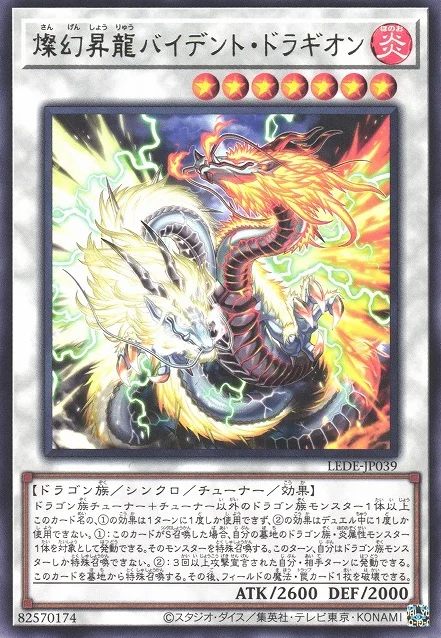 燦幻昇龍バイデント・ドラギオン
炎
LEDE-JP039
【ドラゴン族／シンクロ／チューナー／効果】
ドラゴン族チューナー＋チューナー以外のドラゴン族モンスター1体以上
このカード名の、①の効果は1ターンに1度しか使用できず、②の効果はデュエル中に1度し
か使用できない。①：このカードがS召喚した場合、自分の墓地のドラゴン族・炎属性モンスター
1体を対象として発動できる。そのモンスターを特殊召喚する。このターン、自分はドラゴン族モンス
ターしか特殊召喚できない。②：3回以上攻撃宣言された自分・相手ターンに発動できる。
このカードを墓地から特殊召喚する。その後、フィールドの魔法・罠カード1枚を破壊できる。
ATK/2600 DEF/2000
82570174
©スタジオ・ダイス／集英社・テレビ東京・KONAMI